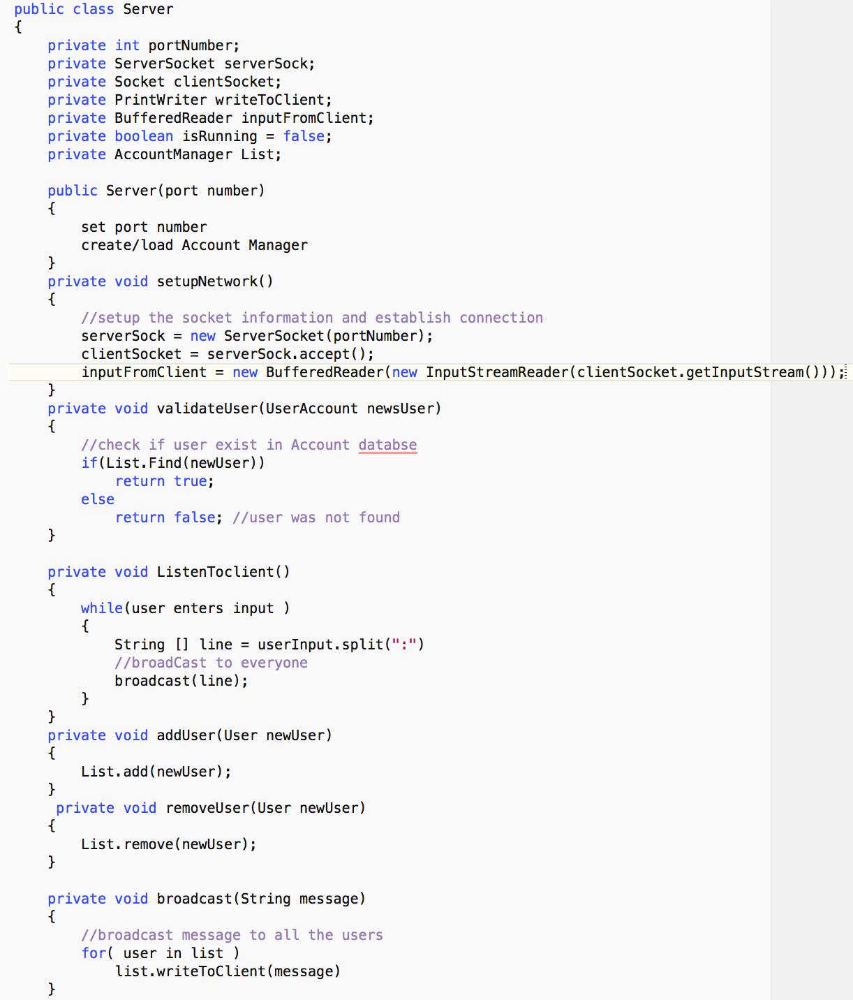 public class Server
{
    private int portNumber;
    private ServerSocket serverSock;
    private Socket clientSocket;
    private PrintWriter writeToClient;
    private BufferedReader inputFromClient;
    private boolean isRunning = false;
    private AccountManager List;

    public Server(port number)
    {
        set port number
        create/load Account Manager
    }
    private void setupNetwork()
    {
        //setup the socket information and establish connection
        serverSock = new ServerSocket(portNumber);
        clientSocket = serverSock.accept();
        inputFromClient = new BufferedReader(new InputStreamReader(clientSocket.getInputStream()));
    }
    private void validateUser(UserAccount newsUser)
    {
        //check if user exist in Account databse
        if(List.Find(newUser))
            return true;
        else
            return false; //user was not found
    }

    private void ListenToclient()
    {
        while(user enters input )
        {
            String [] line = userInput.split(":")
            //broadCast to everyone
            broadcast(line);
        }
    }
    private void addUser(User newUser)
    {
        List.add(newUser);
    }
     private void removeUser(User newUser)
    {
        List.remove(newUser);
    }

    private void broadcast(String message)
    {
        //broadcast message to all the users
        for( user in list )
            list.writeToClient(message)
    }